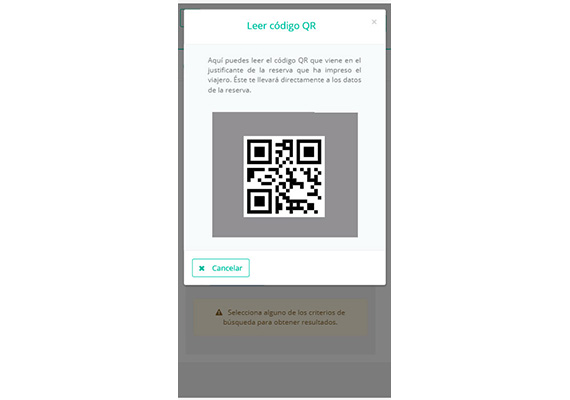 Leer código QR
×
Aquí puedes leer el código QR que viene en el
justificante de la reserva que ha impreso el
viajero. Éste te llevará directamente a los datos
de la reserva.
✖ Cancelar
Selecciona alguno de los criterios de
búsqueda para obtener resultados.